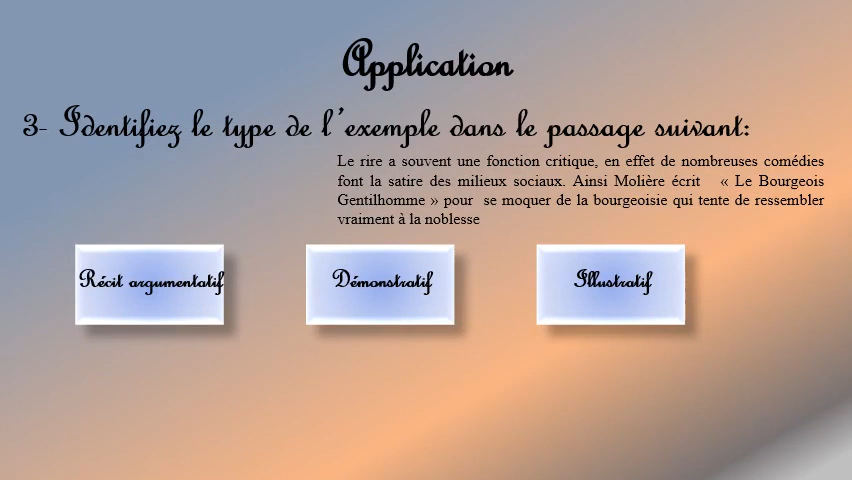 Application
3- Identifiez le type de l'exemple dans le passage suivant:
Le rire a souvent une fonction critique, en effet de nombreuses comédies
font la satire des milieux sociaux. Ainsi Molière écrit « Le Bourgeois
Gentilhomme » pour se moquer de la bourgeoisie qui tente de ressembler
vraiment à la noblesse
Récit argumentatif
Démonstratif
Illustratif